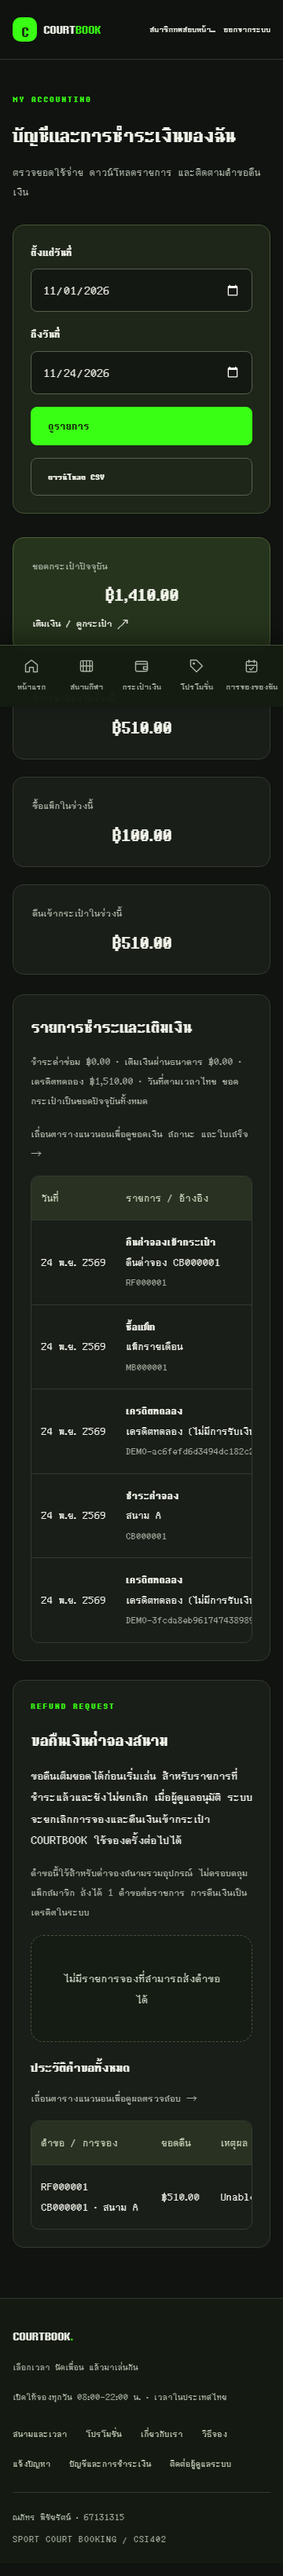 C COURTBOOK สมาชิกทดสอบหน้า… ออกจากระบบ
MY ACCOUNTING
บัญชีและการชำระเงินของฉัน
ตรวจยอดใช้จ่าย ดาวน์โหลดรายการ และติดตามคำขอคืน
เงิน
ตั้งแต่วันที่
11/01/2026
ถึงวันที่
11/24/2026
ดูรายการ
ดาวน์โหลด CSV
ยอดกระเป๋าปัจจุบัน
฿1,410.00
เติมเงิน / ดูกระเป๋า ↗
หน้าแรก สนามกีฬา กระเป๋าเงิน โปรโมชั่น การจองของฉัน
฿510.00
ซื้อแพ็กในช่วงนี้
฿100.00
คืนเข้ากระเป๋าในช่วงนี้
฿510.00
รายการชำระและเติมเงิน
ชำระค่าซ่อม ฿0.00 · เติมเงินผ่านธนาคาร ฿0.00 ·
เครดิตทดลอง ฿1,510.00 · วันที่ตามเวลาไทย ยอด
กระเป๋าเป็นยอดปัจจุบันทั้งหมด
เลื่อนตารางแนวนอนเพื่อดูยอดเงิน สถานะ และใบเสร็จ
→
วันที่ รายการ / อ้างอิง
คืนค่าจองเข้ากระเป๋า
24 พ.ย. 2569 คืนค่าจอง CB000001
RF000001
ซื้อแพ็ก
24 พ.ย. 2569 แพ็กรายเดือน
MB000001
เครดิตทดลอง
24 พ.ย. 2569 เครดิตทดลอง (ไม่มีการรับเงิน
DEMO-ac6fefd6d3494dc182c2
ชำระค่าจอง
24 พ.ย. 2569 สนาม A
CB000001
เครดิตทดลอง
24 พ.ย. 2569 เครดิตทดลอง (ไม่มีการรับเงิน
DEMO-3fcda8eb961747438989
REFUND REQUEST
ขอคืนเงินค่าจองสนาม
ขอคืนเต็มยอดได้ก่อนเริ่มเล่น สำหรับรายการที่
ชำระแล้วและยังไม่ยกเลิก เมื่อผู้ดูแลอนุมัติ ระบบ
จะยกเลิกการจองและคืนเงินเข้ากระเป๋า
COURTBOOK ใช้จองครั้งต่อไปได้
คำขอนี้ใช้สำหรับค่าจองสนามรวมอุปกรณ์ ไม่ครอบคลุม
แพ็กสมาชิก ส่งได้ 1 คำขอต่อรายการ การคืนเงินเป็น
เครดิตในระบบ
ไม่มีรายการจองที่สามารถส่งคำขอ
ได้
ประวัติคำขอทั้งหมด
เลื่อนตารางแนวนอนเพื่อดูผลตรวจสอบ →
คำขอ / การจอง ยอดคืน เหตุผล
RF000001
CB000001 · สนาม A ฿510.00 Unable
COURTBOOK.
เลือกเวลา นัดเพื่อน แล้วมาเล่นกัน
เปิดให้จองทุกวัน 08:00–22:00 น. · เวลาในประเทศไทย
สนามและเวลา โปรโมชั่น เกี่ยวกับเรา วิธีจอง
แจ้งปัญหา บัญชีและการชำระเงิน ติดต่อผู้ดูแลระบบ
ณภัทร พิชัยรัตน์ · 67131315
SPORT COURT BOOKING / CSI402